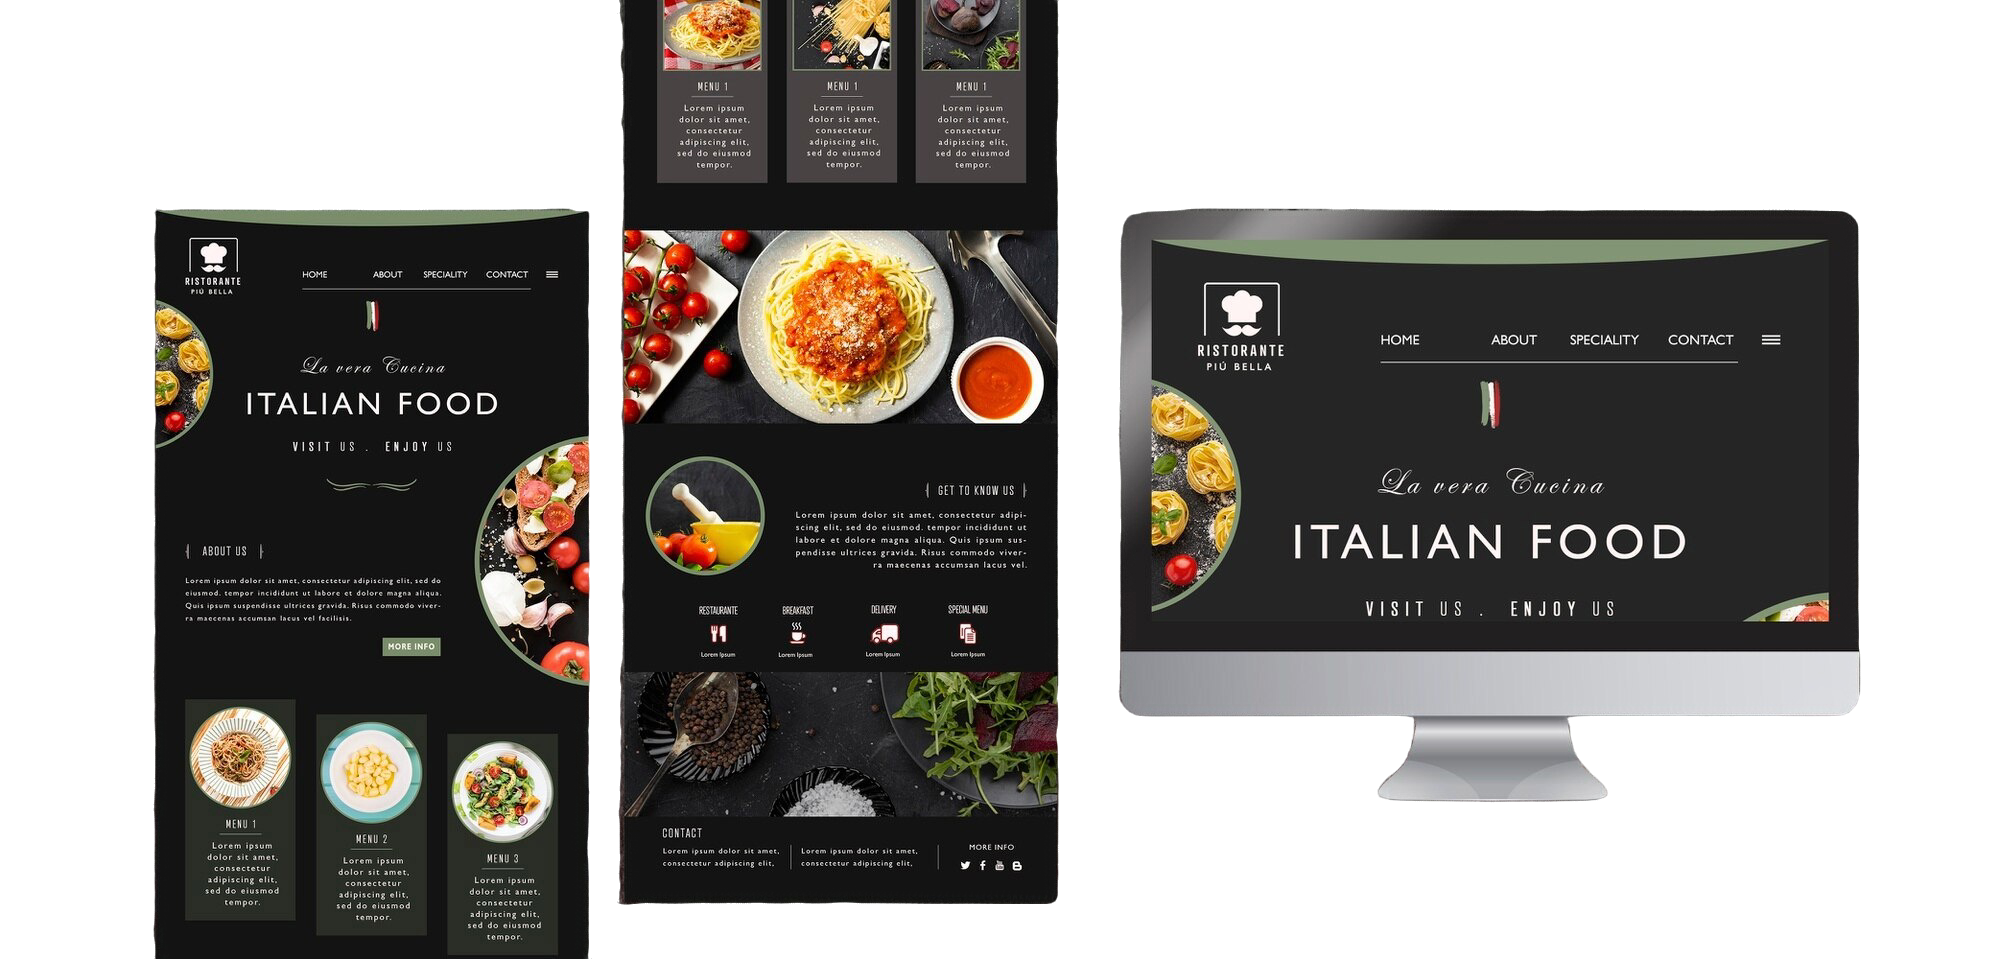 RISTORANTE
PIÚ BELLA
HOME ABOUT SPECIALITY CONTACT
La vera Cucina
ITALIAN FOOD
VISIT US . ENJOY US
ABOUT US
Lorem ipsum dolor sit amet, consectetur adipiscing elit, sed do
eiusmod. tempor incididunt ut labore et dolore magna aliqua.
Quis ipsum suspendisse ultrices gravida. Risus commodo viver-
ra maecenas accumsan lacus vel facilisis.
MORE INFO
MENU 1
Lorem ipsum
dolor sit amet,
consectetur
adipiscing elit,
sed do eiusmod
tempor.
MENU 2
Lorem ipsum
dolor sit amet,
consectetur
adipiscing elit,
sed do eiusmod
tempor.
MENU 3
Lorem ipsum
dolor sit amet,
consectetur
adipiscing elit,
sed do eiusmod
tempor.
MENU 1
Lorem ipsum
dolor sit amet,
consectetur
adipiscing elit,
sed do eiusmod
tempor.
MENU 1
Lorem ipsum
dolor sit amet,
consectetur
adipiscing elit,
sed do eiusmod
tempor.
MENU 1
Lorem ipsum
dolor sit amet,
consectetur
adipiscing elit,
sed do eiusmod
tempor.
GET TO KNOW US
Lorem ipsum dolor sit amet, consectetur adipi-
scing elit, sed do eiusmod. tempor incididunt ut
labore et dolore magna aliqua. Quis ipsum sus-
pendisse ultrices gravida. Risus commodo viver-
ra maecenas accumsan lacus vel.
RESTAURANTE BREAKFAST DELIVERY SPECIAL MENU
Lorem Ipsum Lorem Ipsum Lorem Ipsum Lorem Ipsum
CONTACT
Lorem ipsum dolor sit amet,
consectetur adipiscing elit,
Lorem ipsum dolor sit amet,
consectetur adipiscing elit,
MORE INFO
RISTORANTE
PIÚ BELLA
HOME ABOUT SPECIALITY CONTACT
La vera Cucina
ITALIAN FOOD
VISIT US . ENJOY US